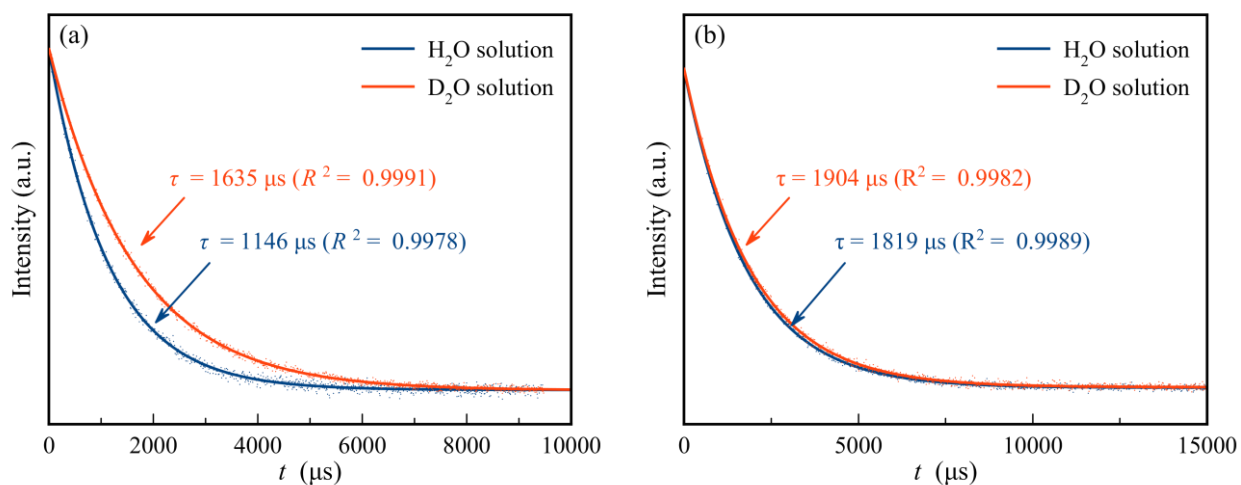 (a)
H₂O solution
D₂O solution
τ = 1635 μs (R² = 0.9991)
τ = 1146 μs (R² = 0.9978)
Intensity (a.u.)
0 2000 4000 6000 8000 10000
t (μs)
(b)
H₂O solution
D₂O solution
τ = 1904 μs (R² = 0.9982)
τ = 1819 μs (R² = 0.9989)
Intensity (a.u.)
0 5000 10000 15000
t (μs)